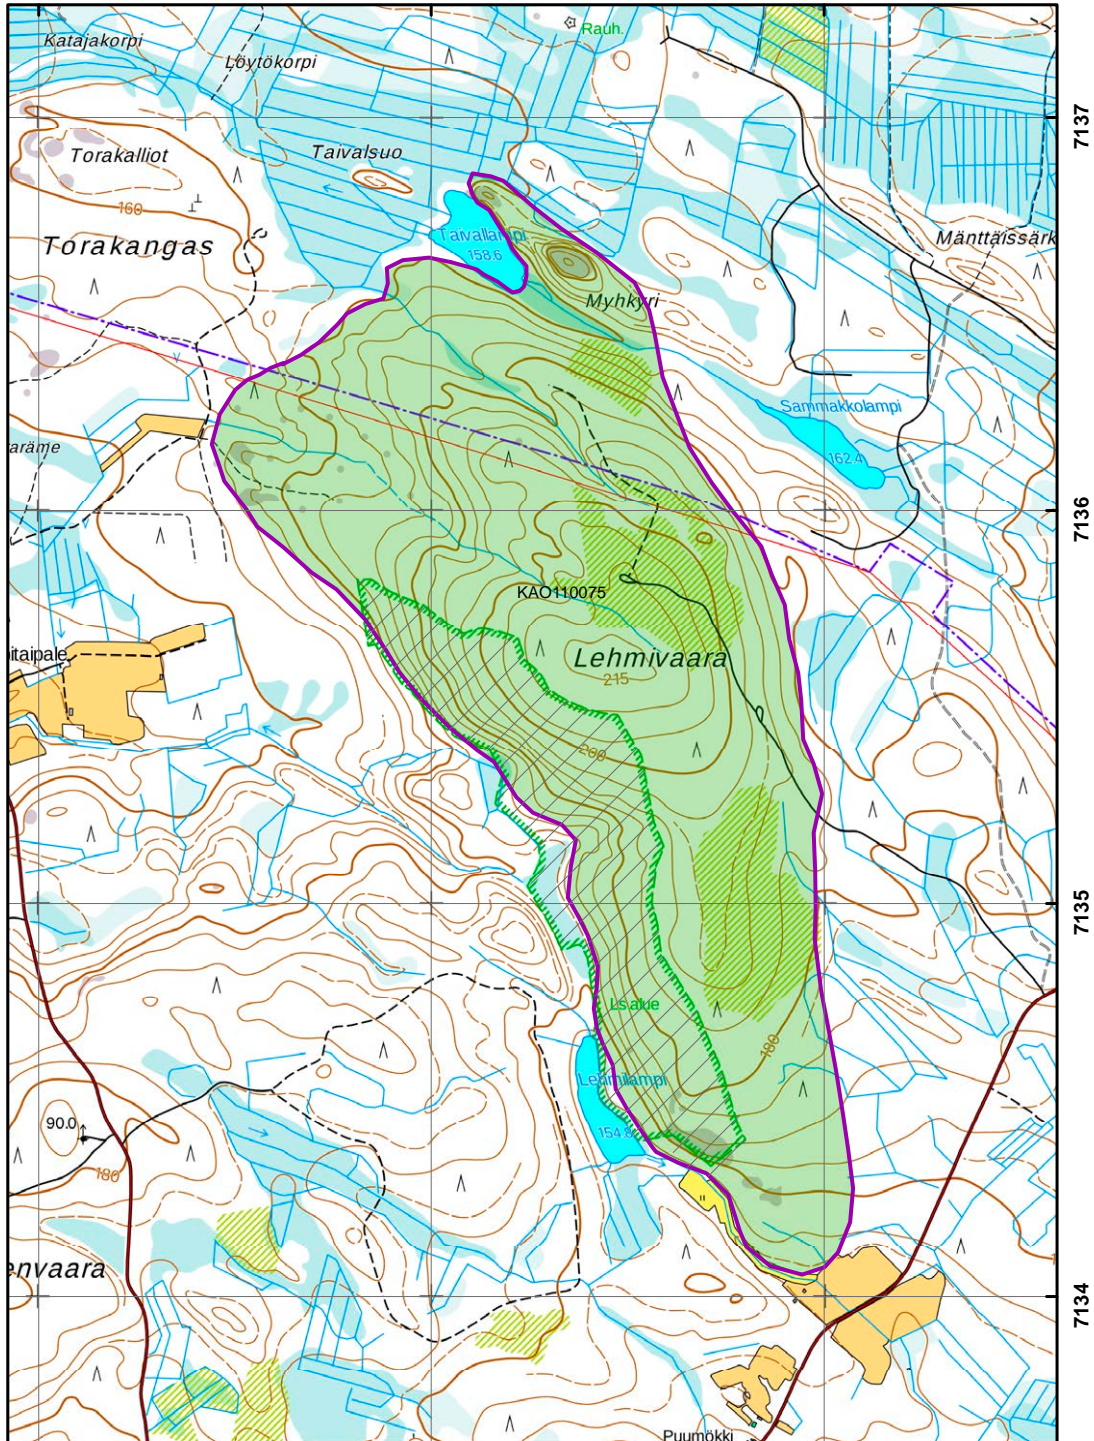 Rauh.
Katajakorpi
Löytökorpi
7137
Torakalliot
Taivalsuo
160
Torakangas
Taivallampi
158.6
Mänttäissärk
Myhkyri
Sammakkolampi
araräme
162.4
7136
KAO110075
itaipale
Lehmivaara
215
200
7135
Ls.alue
180
Lehmilampi
90.0
154.8
180
envaara
7134
Puumökki